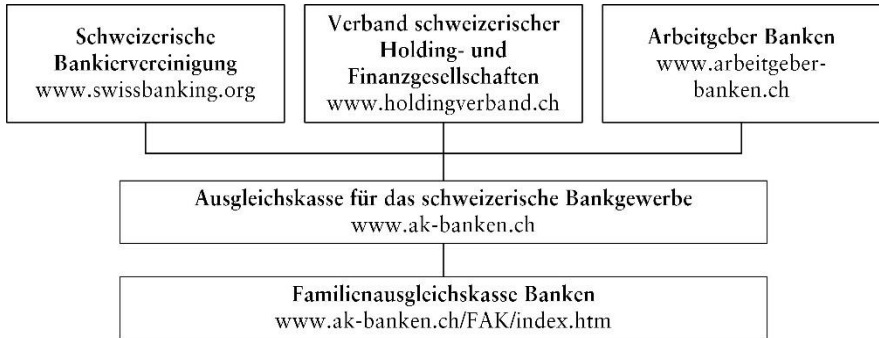 Schweizerische
Bankiervereinigung
www.swissbanking.org
Verband schweizerischer
Holding- und
Finanzgesellschaften
www.holdingverband.ch
Arbeitgeber Banken
www.arbeitgeber-
banken.ch
Ausgleichskasse für das schweizerische Bankgewerbe
www.ak-banken.ch
Familienausgleichskasse Banken
www.ak-banken.ch/FAK/index.htm